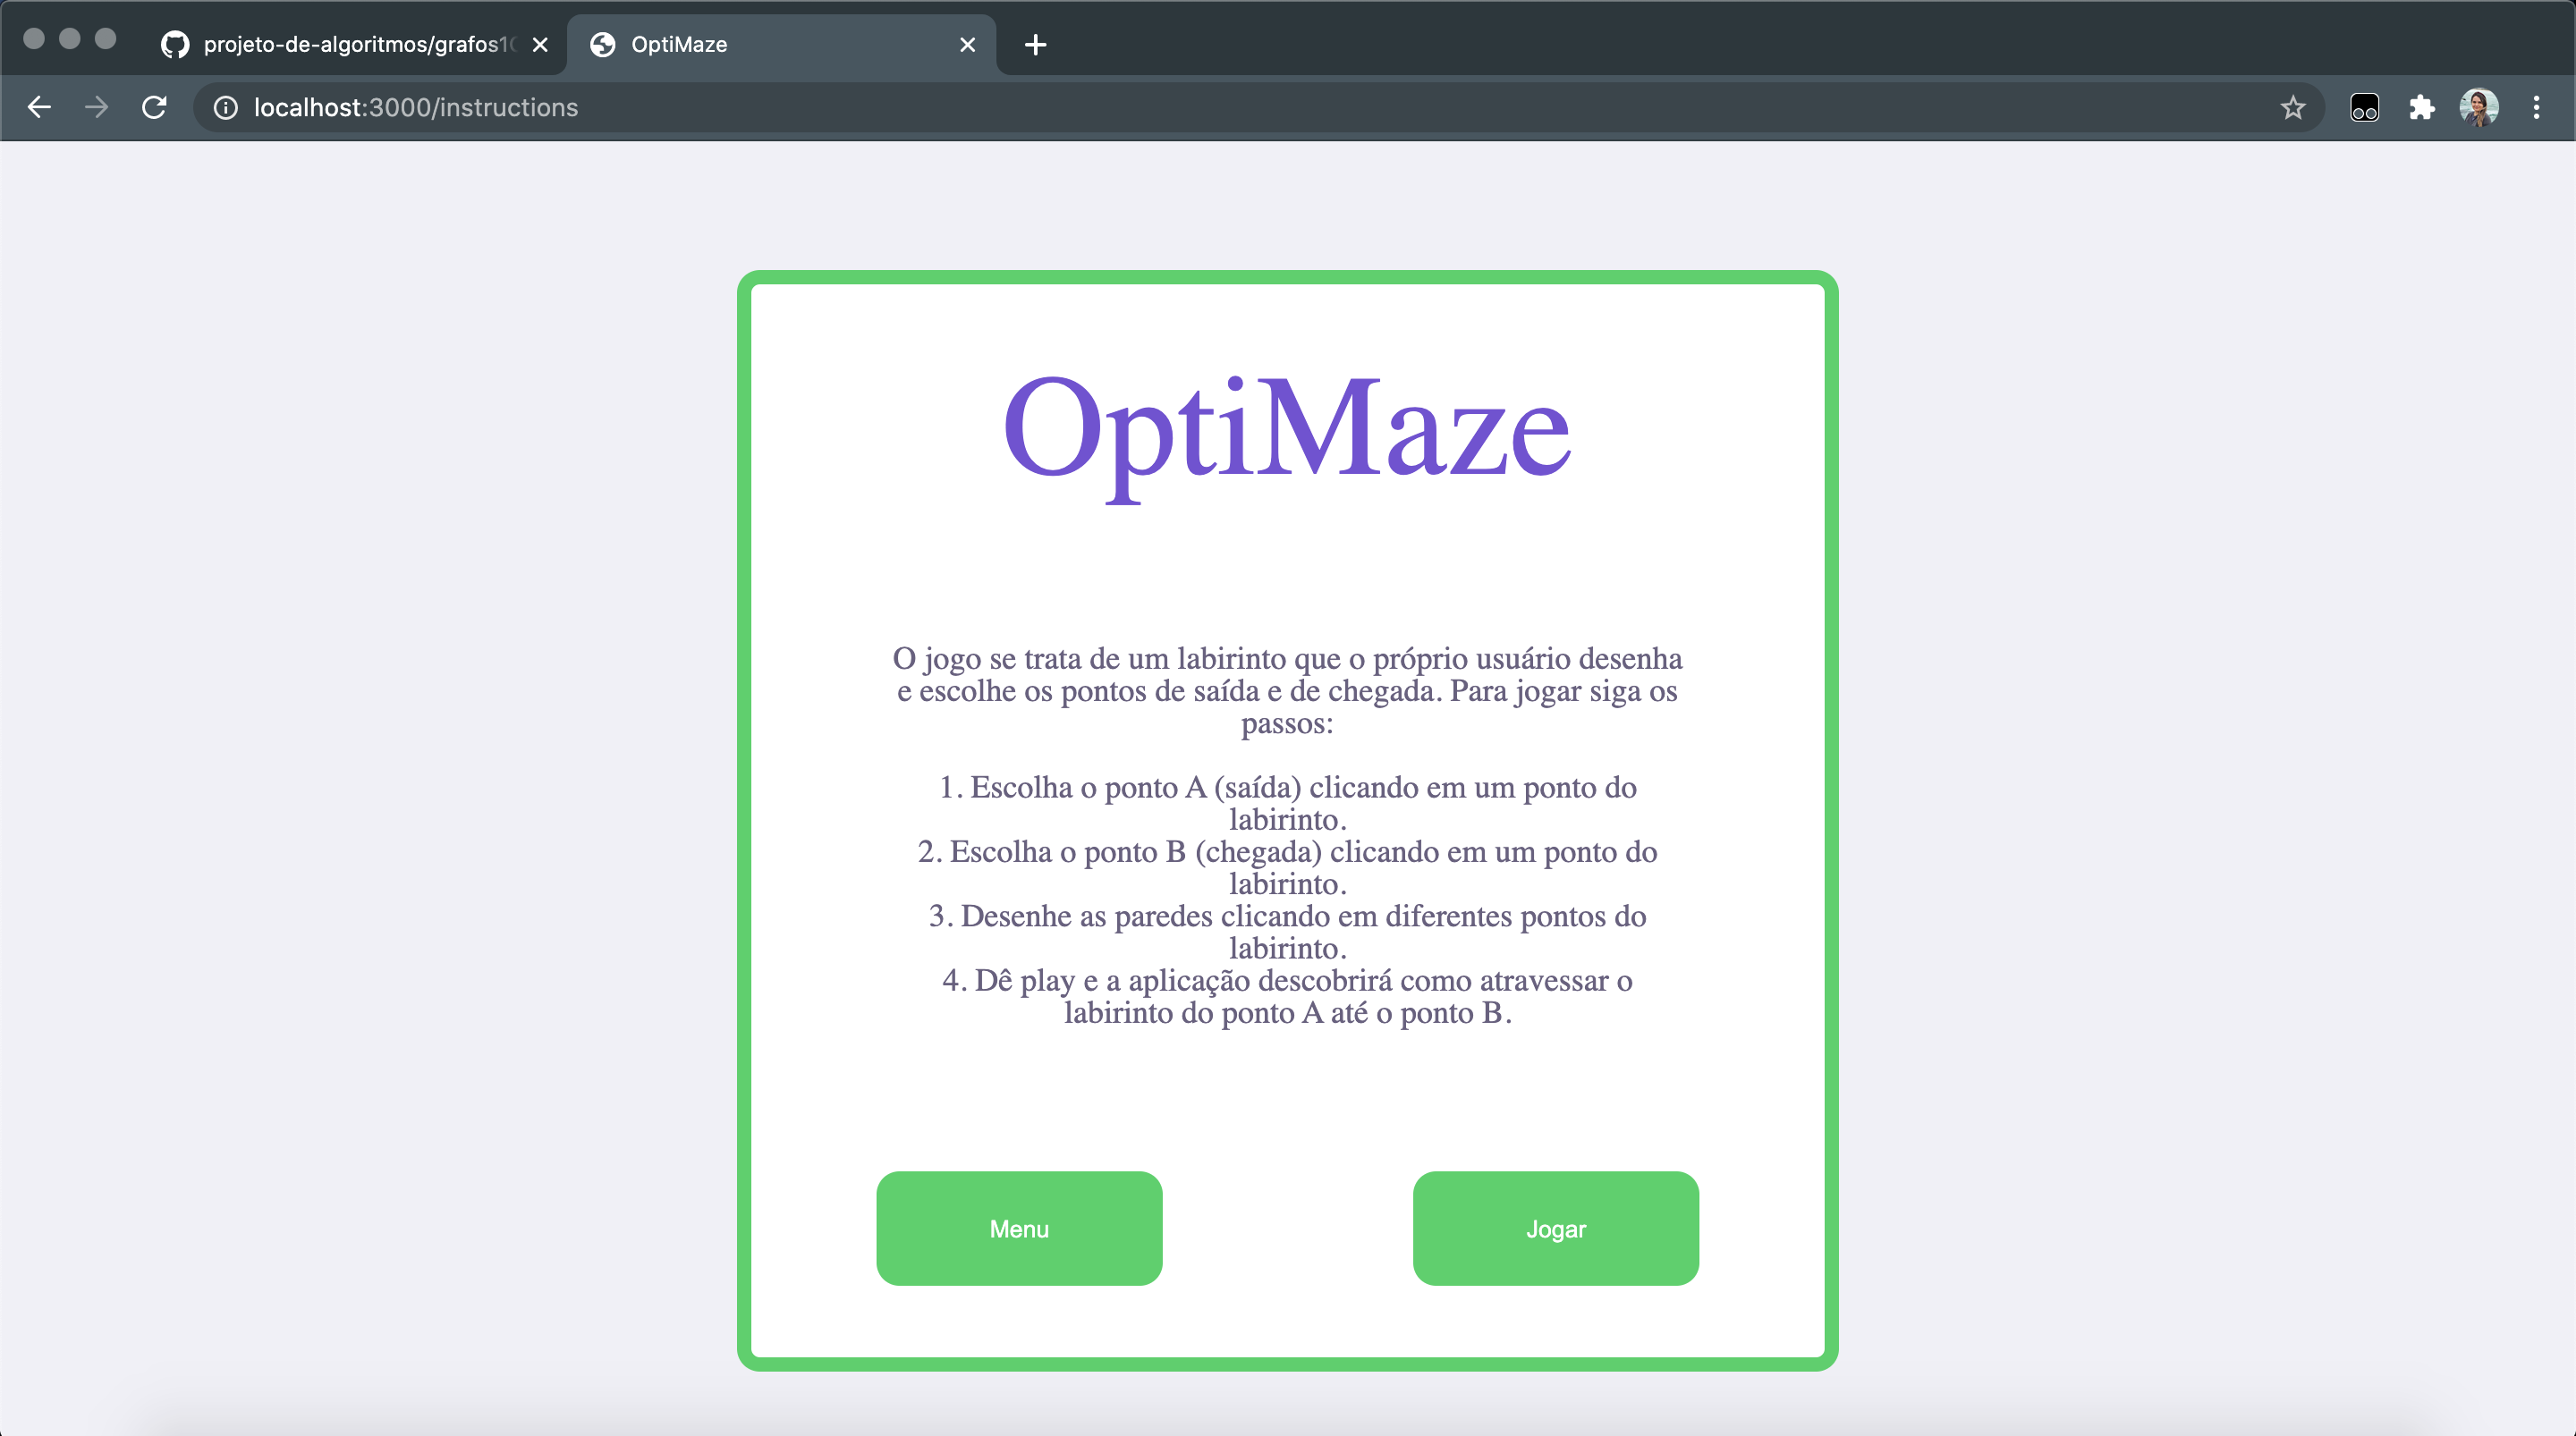 projeto-de-algoritmos/grafos1
OptiMaze
localhost:3000/instructions
OptiMaze
O jogo se trata de um labirinto que o próprio usuário desenha
e escolhe os pontos de saída e de chegada. Para jogar siga os
passos:
1. Escolha o ponto A (saída) clicando em um ponto do
labirinto.
2. Escolha o ponto B (chegada) clicando em um ponto do
labirinto.
3. Desenhe as paredes clicando em diferentes pontos do
labirinto.
4. Dê play e a aplicação descobrirá como atravessar o
labirinto do ponto A até o ponto B.
Menu
Jogar